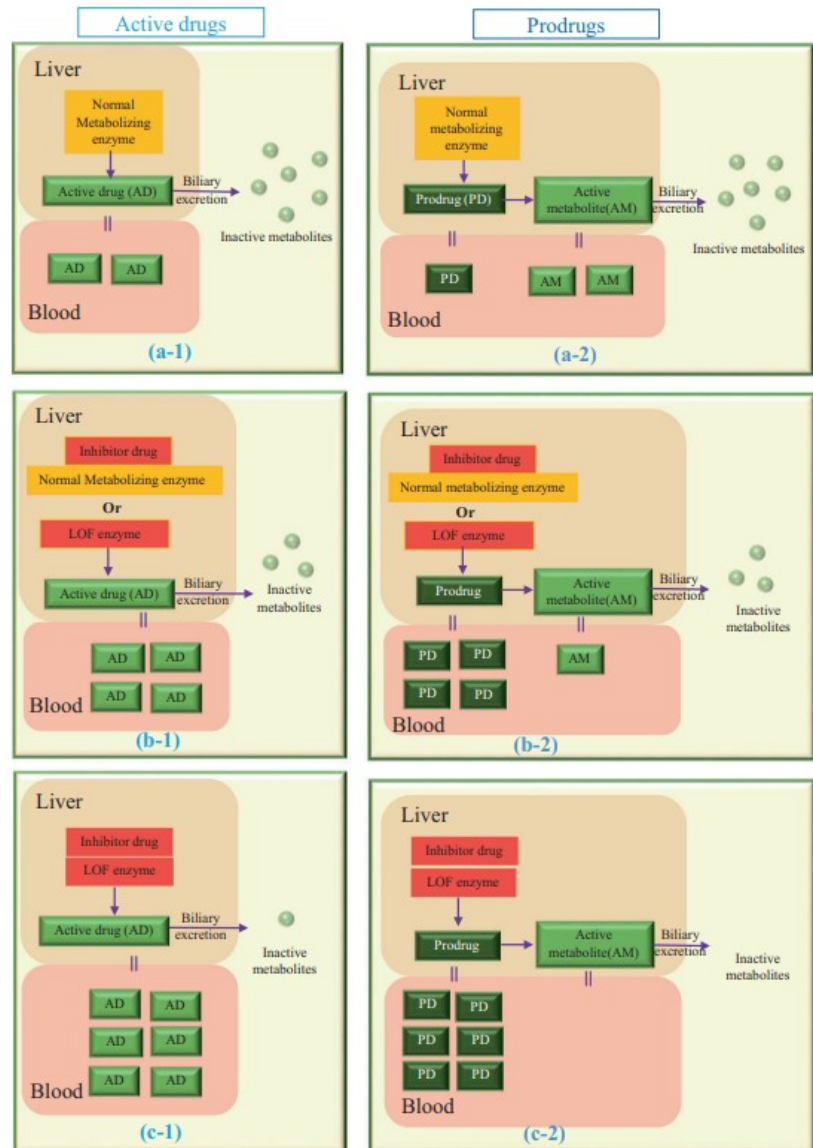 Active drugs
Prodrugs
Liver
Normal
Metabolizing
enzyme
Active drug (AD)
Biliary
excretion
Inactive metabolites
AD
AD
Blood
(a-1)
Liver
Normal
metabolizing
enzyme
Prodrug (PD)
Active
metabolite(AM)
Biliary
excretion
Inactive metabolites
PD
AM
AM
Blood
(a-2)
Liver
Inhibitor drug
Normal Metabolizing enzyme
Or
LOF enzyme
Active drug (AD)
Biliary
excretion
Inactive
metabolites
AD
AD
AD
AD
Blood
(b-1)
Liver
Inhibitor drug
Normal metabolizing enzyme
Or
LOF enzyme
Prodrug
Active
metabolite(AM)
Biliary
excretion
Inactive
metabolites
PD
PD
AM
PD
PD
Blood
(b-2)
Liver
Inhibitor drug
LOF enzyme
Active drug (AD)
Biliary
excretion
Inactive
metabolites
AD
AD
AD
AD
AD
AD
Blood
(c-1)
Liver
Inhibitor drug
LOF enzyme
Prodrug
Active
metabolite(AM)
Biliary
excretion
Inactive
metabolites
PD
PD
PD
PD
PD
PD
Blood
(c-2)